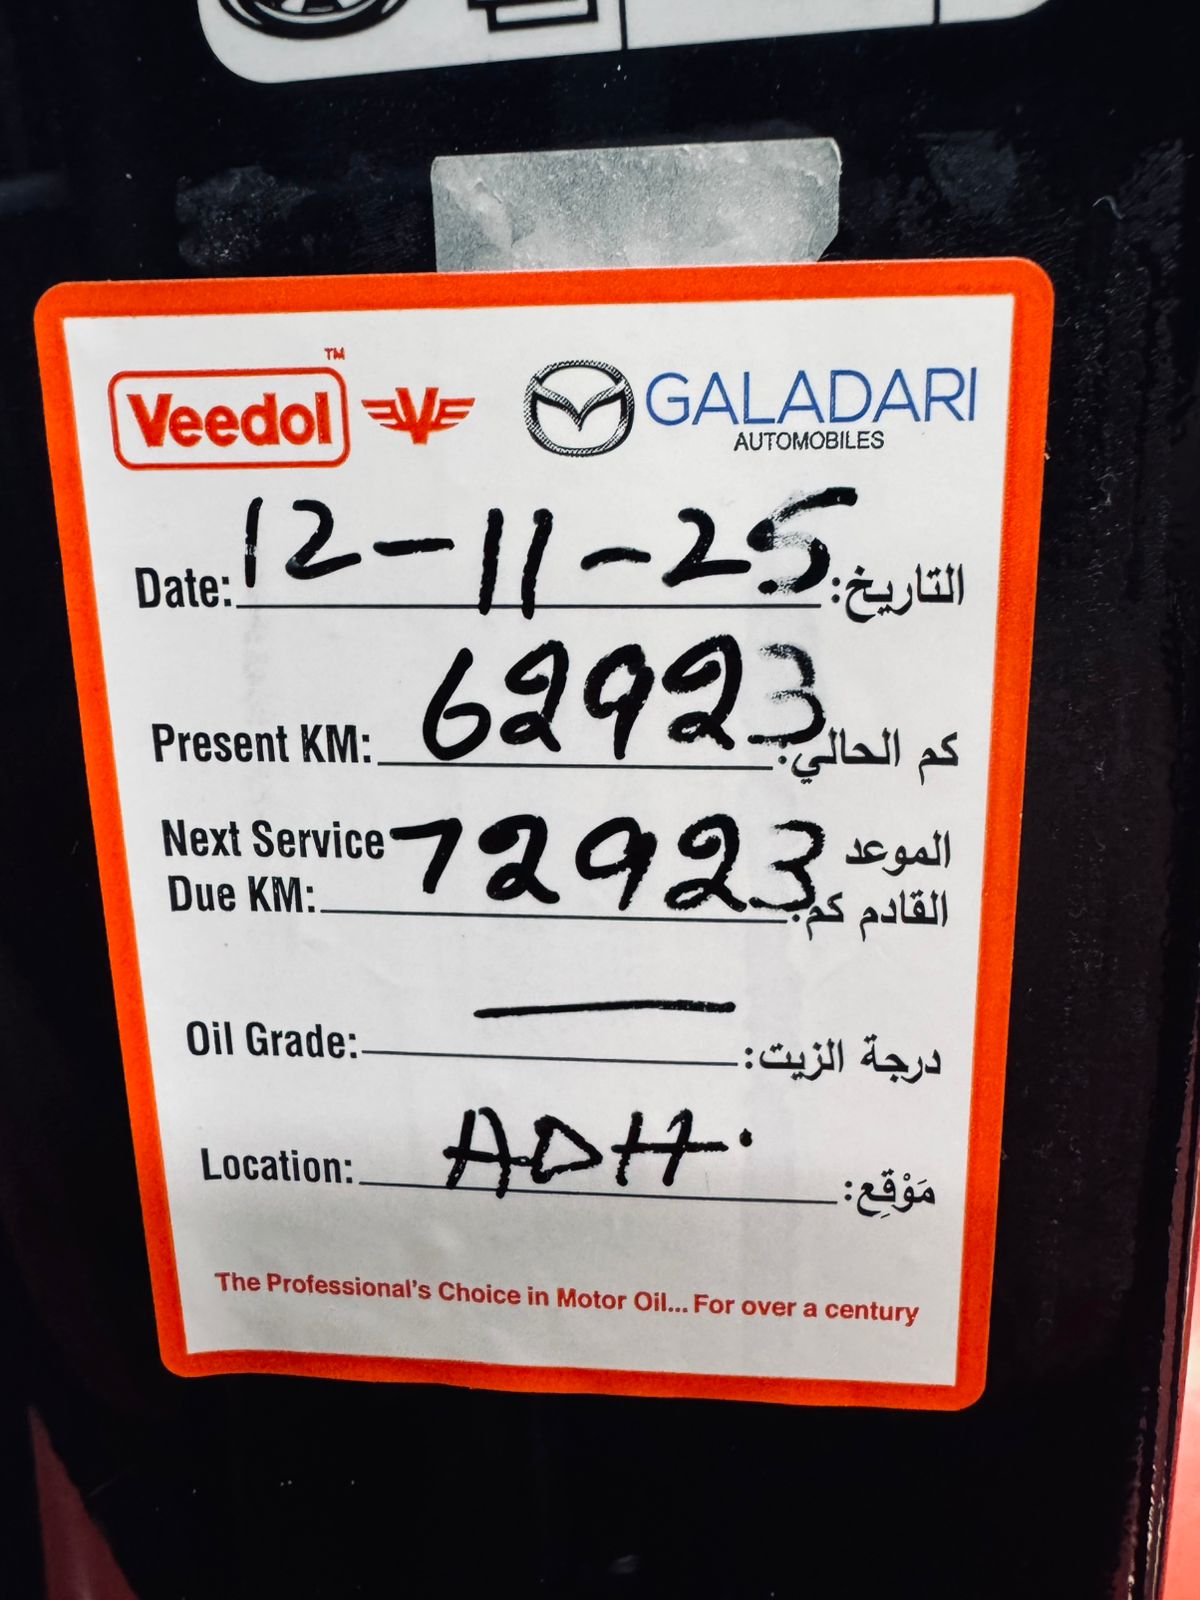 Veedol™ GALADARI
AUTOMOBILES
Date: 12-11-25 التاريخ:
Present KM: 62923 كم الحالي:
Next Service 72923 الموعد
Due KM: القادم كم:
Oil Grade: — درجة الزيت:
Location: ADH. مَوْقِع:
The Professional's Choice in Motor Oil... For over a century